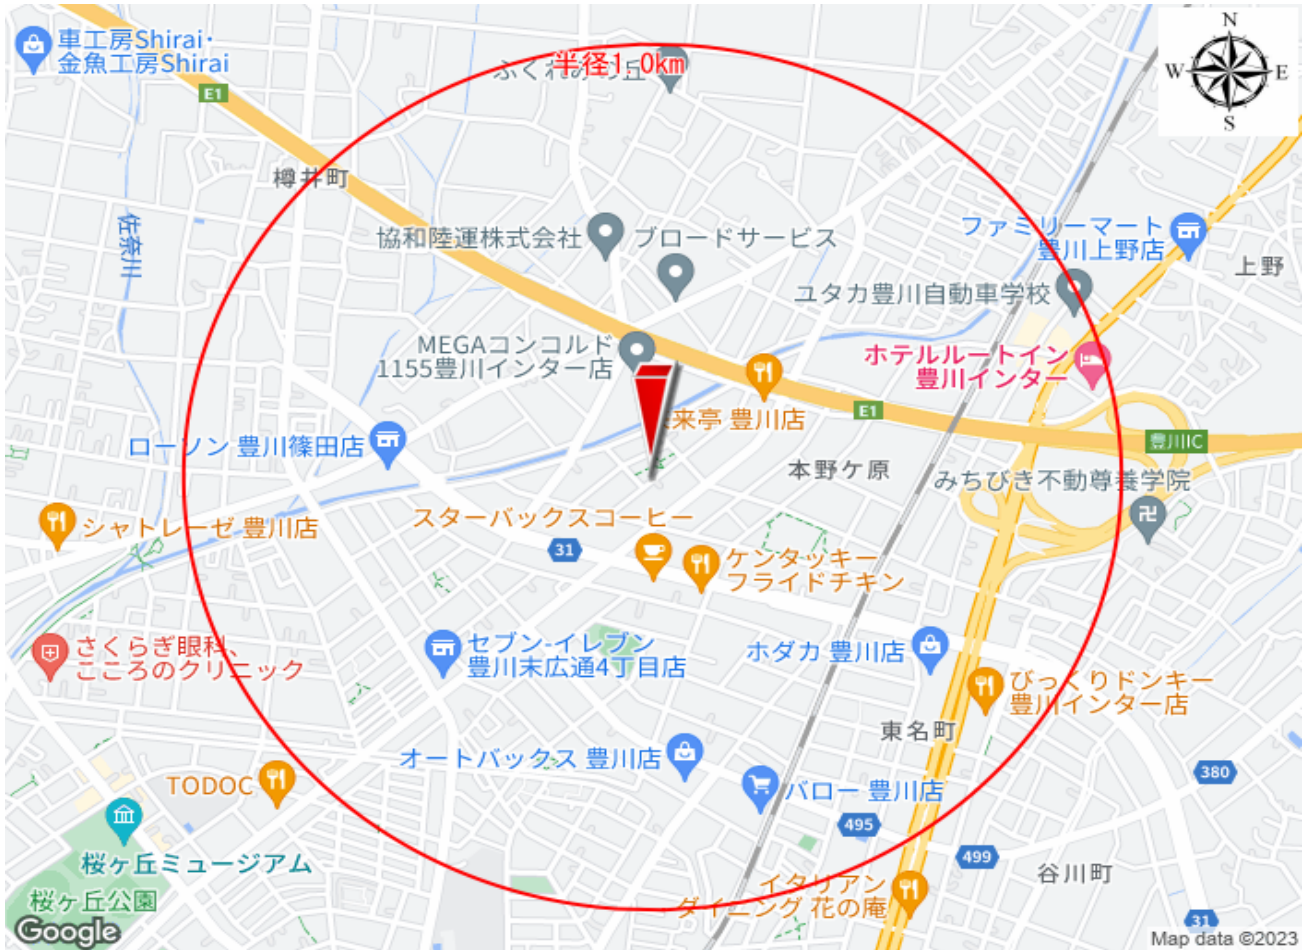 N
W
E
S
車工房Shirai・
金魚工房Shirai
E1
半径1.0km
樽井町
佐奈川
協和陸運株式会社
ブロードサービス
ファミリーマート
豊川上野店
上野
ユタカ豊川自動車学校
MEGAコンコルド
1155豊川インター店
ホテルルートイン
豊川インター
来亭 豊川店
E1
豊川IC
ローソン 豊川篠田店
本野ケ原
みちびき不動尊養学院
シャトレーゼ 豊川店
スターバックスコーヒー
31
ケンタッキー
フライドチキン
さくらぎ眼科、
こころのクリニック
セブン-イレブン
豊川末広通4丁目店
ホダカ 豊川店
びっくりドンキー
豊川インター店
東名町
オートバックス 豊川店
380
TODOC
バロー 豊川店
495
499
桜ヶ丘ミュージアム
谷川町
桜ヶ丘公園
イタリアン
ダイニング 花の庵
31
Google
Map data ©2023